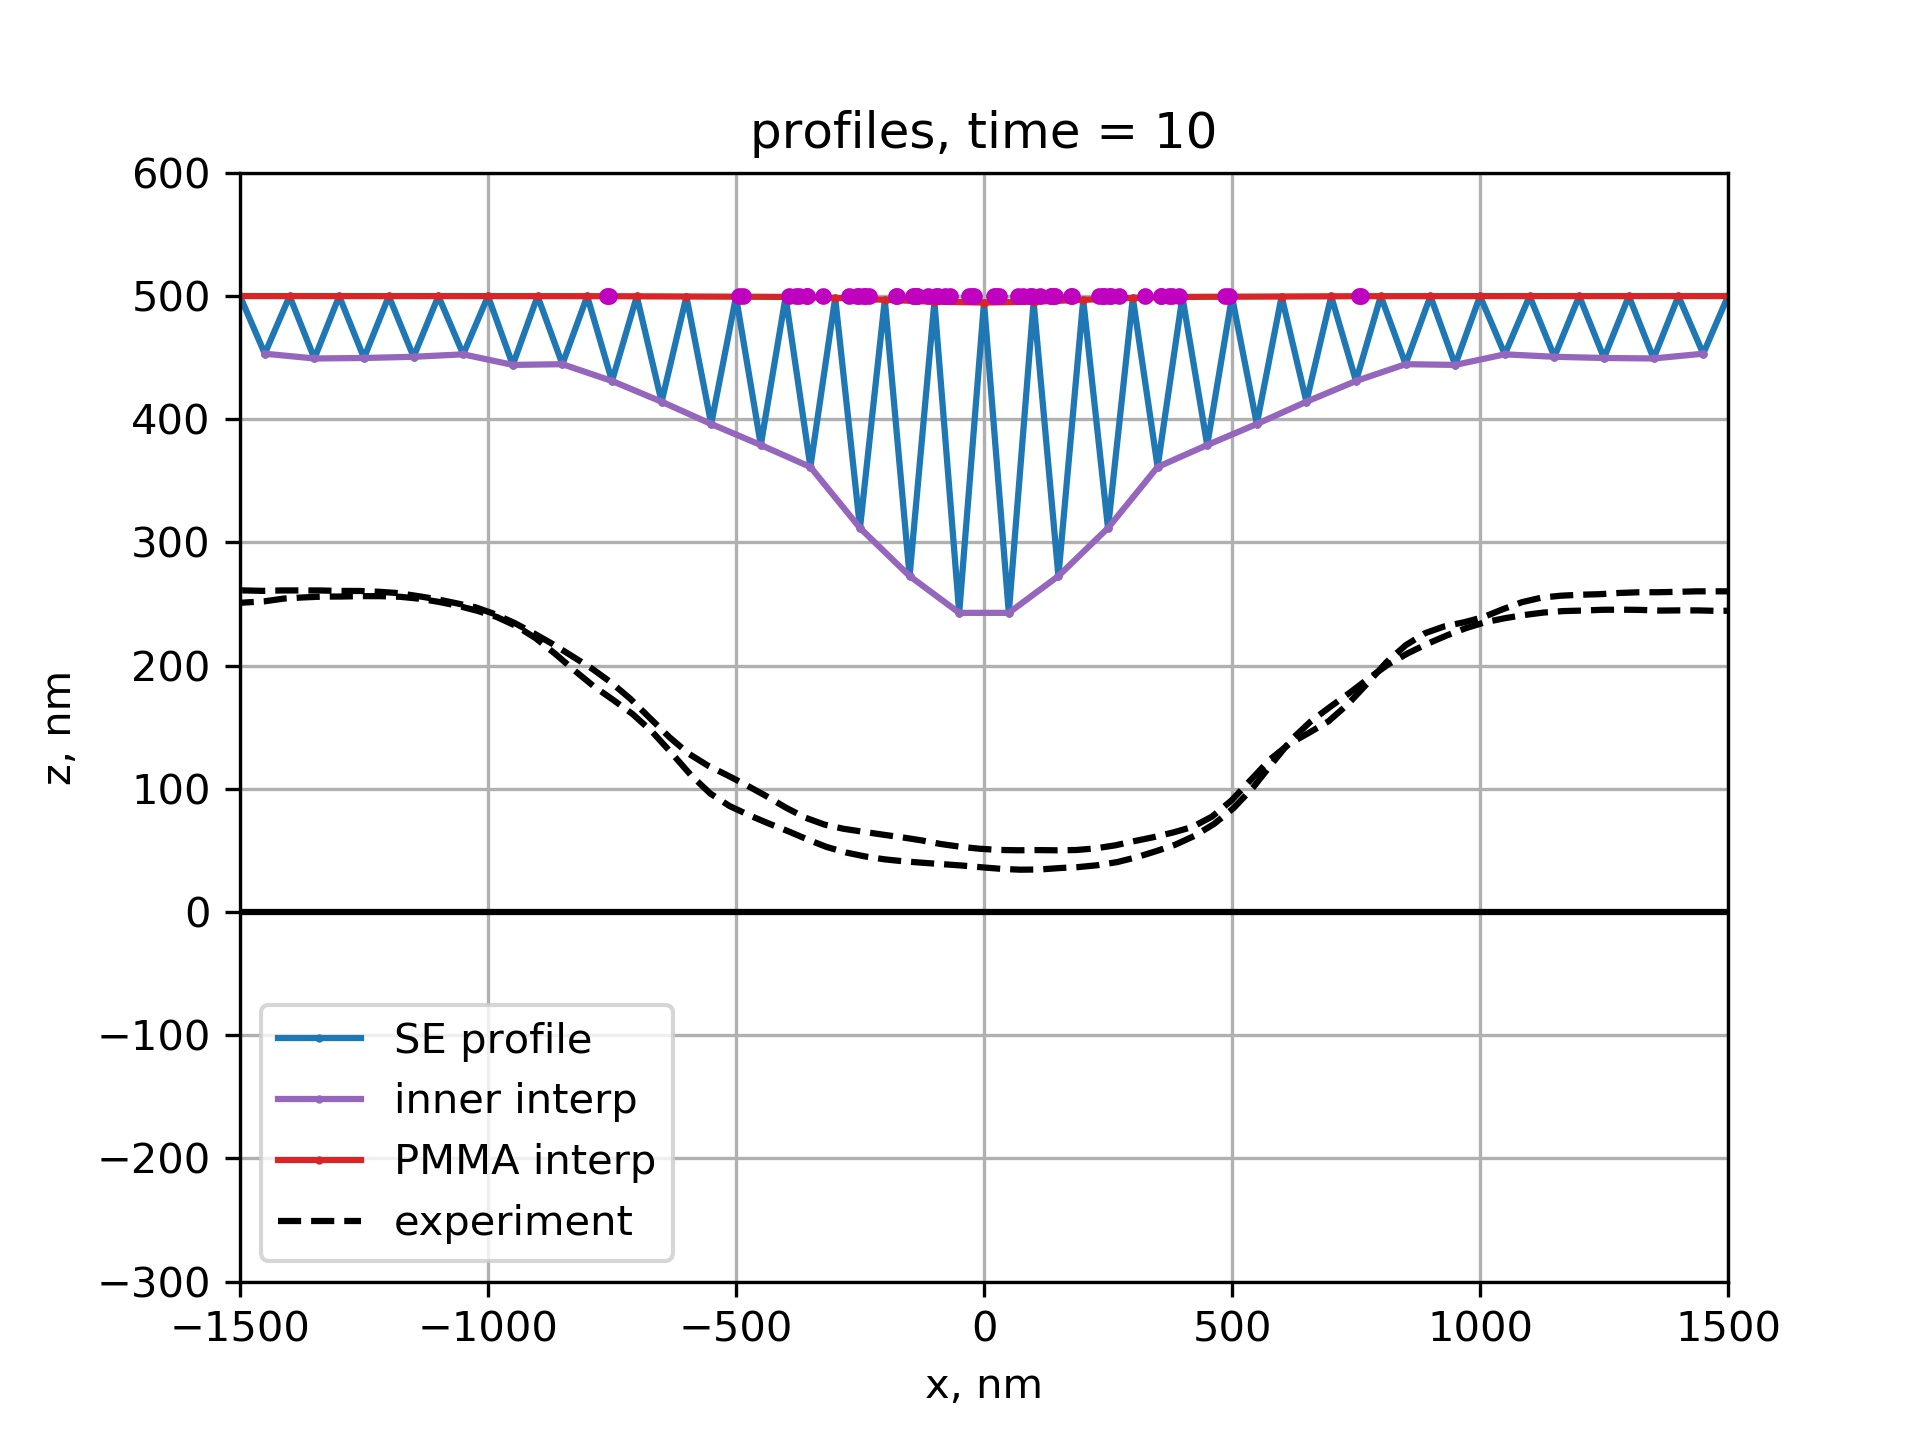 profiles, time = 10
600
500
400
300
200
100
0
−100
−200
−300
z, nm
SE profile
inner interp
PMMA interp
experiment
−1500 −1000 −500 0 500 1000 1500
x, nm